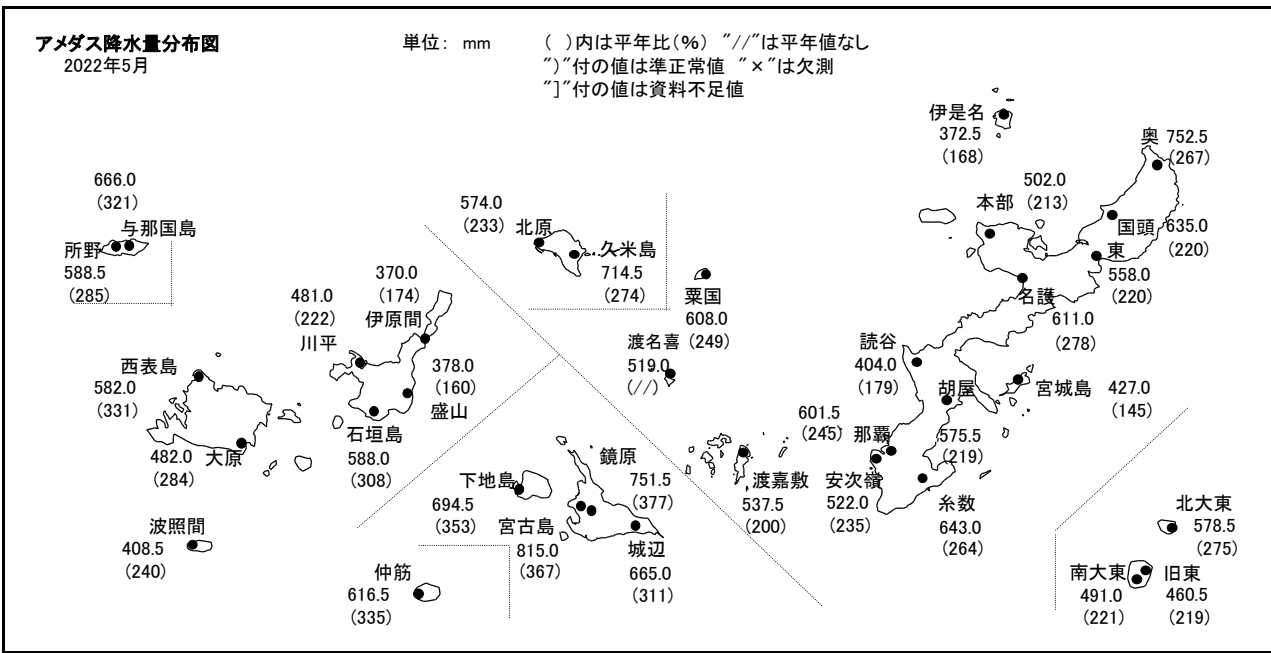 アメダス降水量分布図 単位： mm ( )内は平年比(%) "//"は平年値なし
2022年5月 ")"付の値は準正常値 "×"は欠測
"]"付の値は資料不足値
伊是名
372.5
(168)
奥 752.5
(267)
502.0
本部 (213)
国頭 635.0
(220)
東
558.0
(220)
名護
611.0
(278)
666.0
(321)
与那国島
所野
588.5
(285)
574.0
(233) 北原
久米島
714.5
(274)
粟国
608.0
(249)
渡名喜
519.0
(//)
読谷
404.0
(179)
胡屋
575.5
(219)
宮城島 427.0
(145)
601.5
(245) 那覇
安次嶺
522.0
(235)
糸数
643.0
(264)
渡嘉敷
537.5
(200)
370.0
(174)
伊原間
481.0
(222)
川平
378.0
(160)
盛山
石垣島
588.0
(308)
西表島
582.0
(331)
大原
482.0
(284)
波照間
408.5
(240)
鏡原
751.5
(377)
下地島
694.5
(353)
宮古島
815.0
(367)
城辺
665.0
(311)
仲筋
616.5
(335)
北大東
578.5
(275)
南大東
491.0
(221)
旧東
460.5
(219)